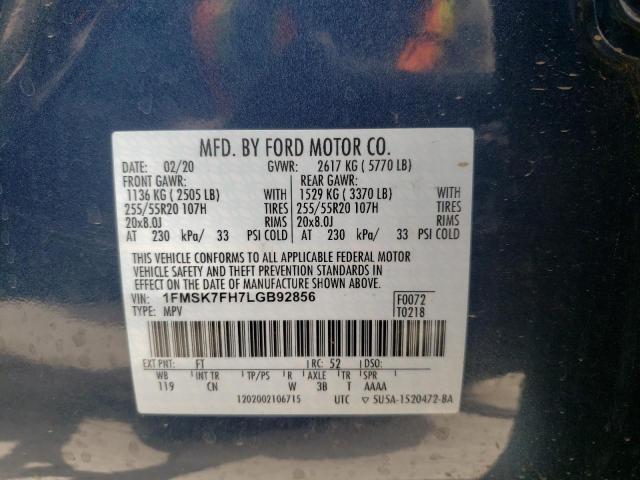 MFD. BY FORD MOTOR CO.
DATE: 02/20 GVWR: 2617 KG ( 5770 LB)
FRONT GAWR: REAR GAWR:
1136 KG ( 2505 LB) WITH 1529 KG ( 3370 LB) WITH
255/55R20 107H TIRES 255/55R20 107H TIRES
20x8.0J RIMS 20x8.0J RIMS
AT 230 kPa/ 33 PSI COLD AT 230 kPa/ 33 PSI COLD
THIS VEHICLE CONFORMS TO ALL APPLICABLE FEDERAL MOTOR
VEHICLE SAFETY AND THEFT PREVENTION STANDARDS IN
EFFECT ON THE DATE OF MANUFACTURE SHOWN ABOVE.
VIN: 1FMSK7FH7LGB92856 F0072
TYPE: MPV T0218
EXT PNT: FT RC: 52 DSO:
WB INT TR TP/PS R AXLE TR SPR
119 CN W 3B T AAAA
1202002106715 UTC ▽ 5U5A-1520472-BA